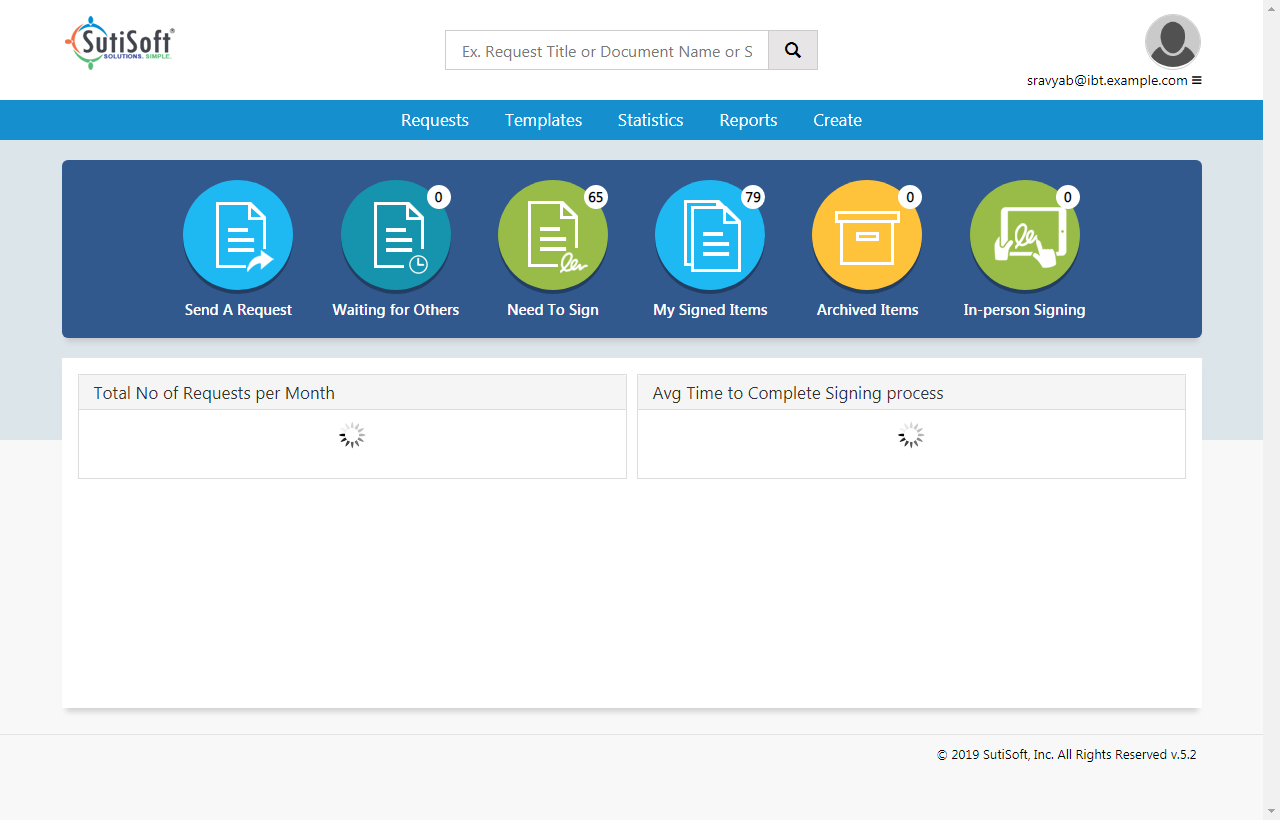 SutiSoft®
SOLUTIONS. SIMPLE.
Ex. Request Title or Document Name or S
sravyab@ibt.example.com
Requests Templates Statistics Reports Create
0 65 79 0 0
Send A Request Waiting for Others Need To Sign My Signed Items Archived Items In-person Signing
Total No of Requests per Month Avg Time to Complete Signing process
© 2019 SutiSoft, Inc. All Rights Reserved v.5.2